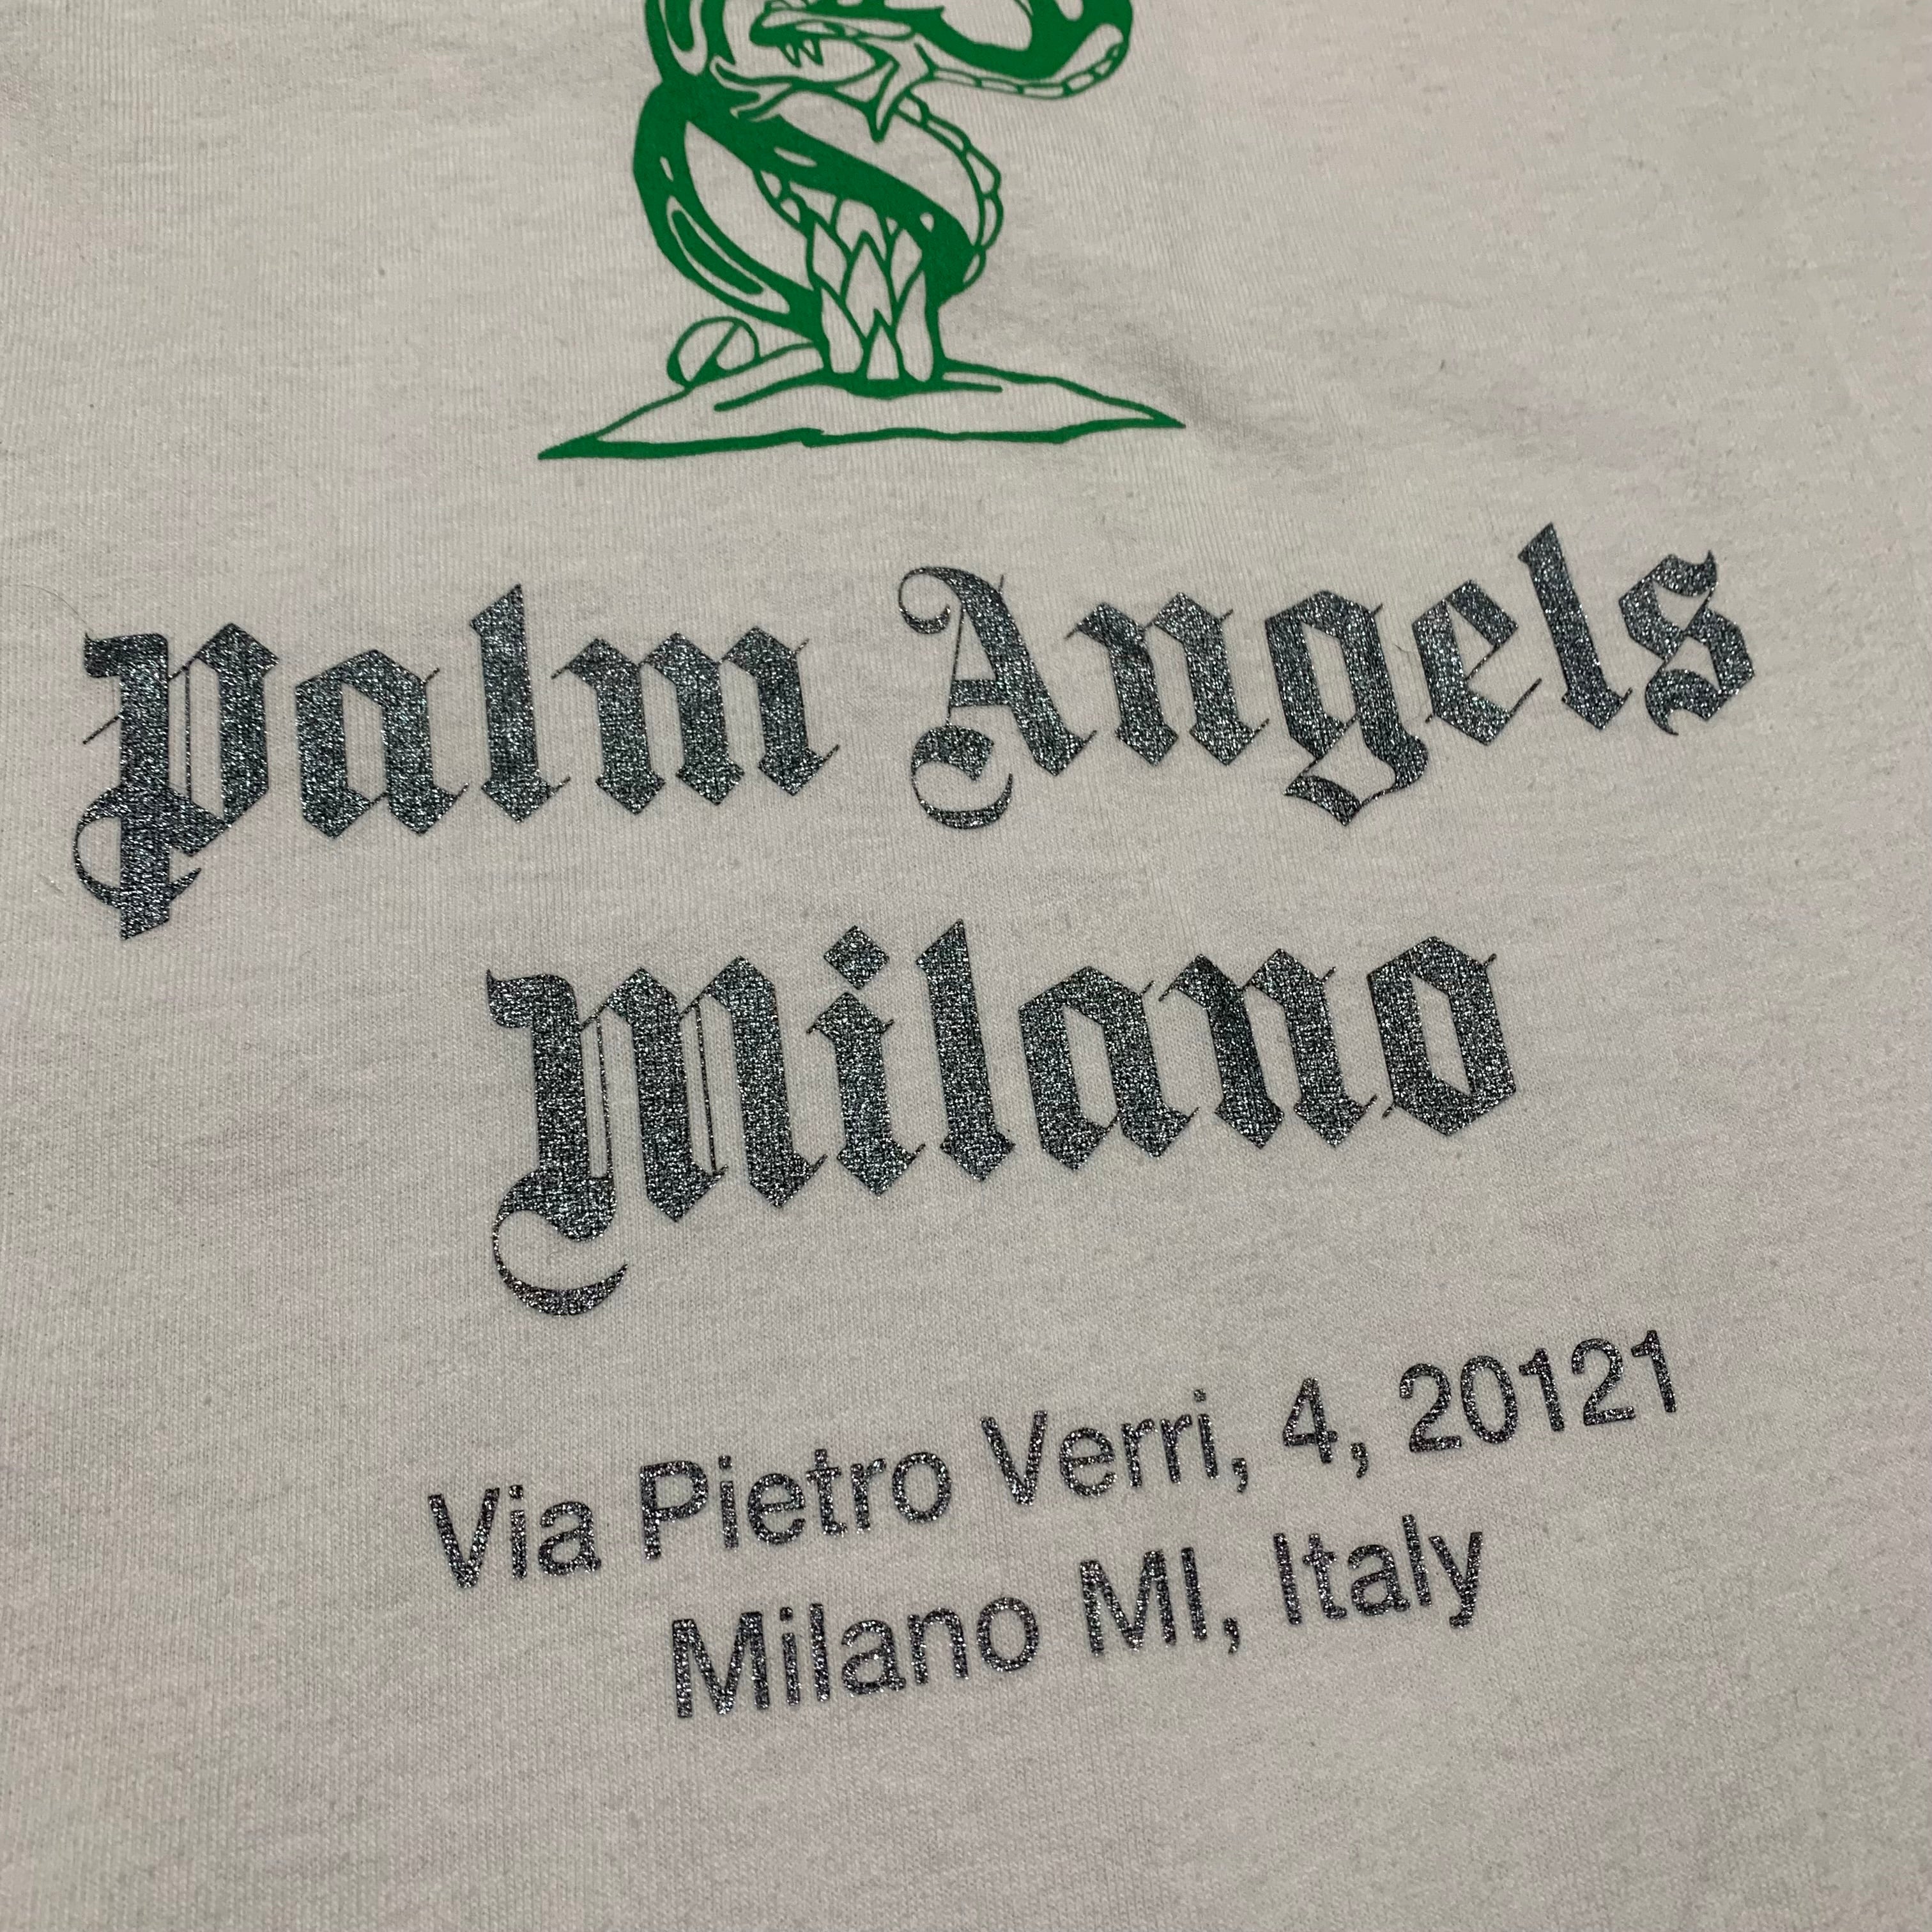 Palm Angels
Milano
Via Pietro Verri, 4, 20121
Milano MI, Italy